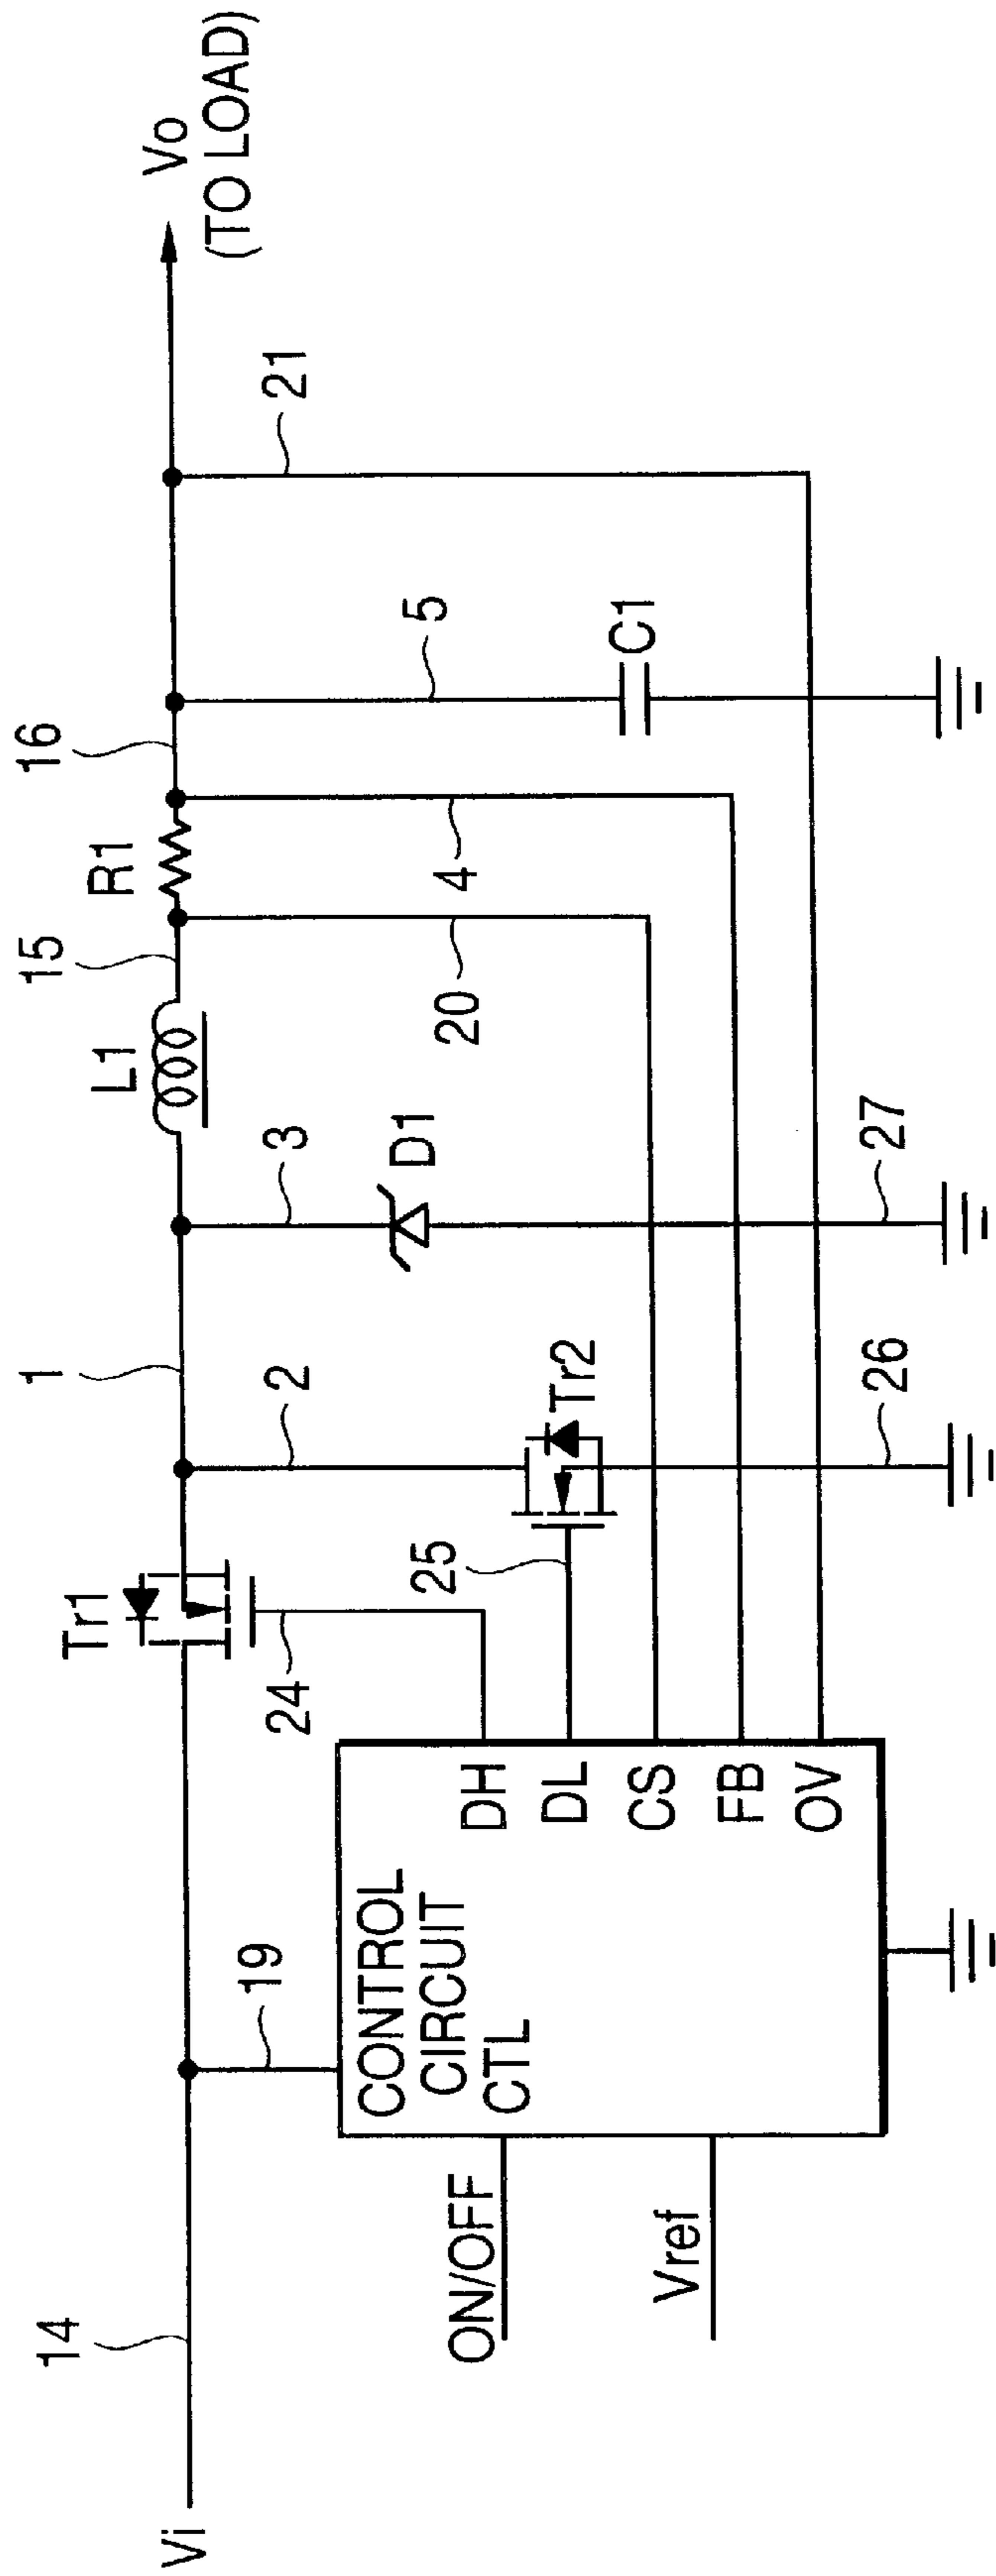 Vi
14
19
Tr1
24
1
2
3
L1
15
R1
16
20
4
5
21
Vo
(TO LOAD)
ON/OFF
Vref
CONTROL
CIRCUIT
CTL
DH
DL
CS
FB
OV
25
Tr2
26
D1
27
C1